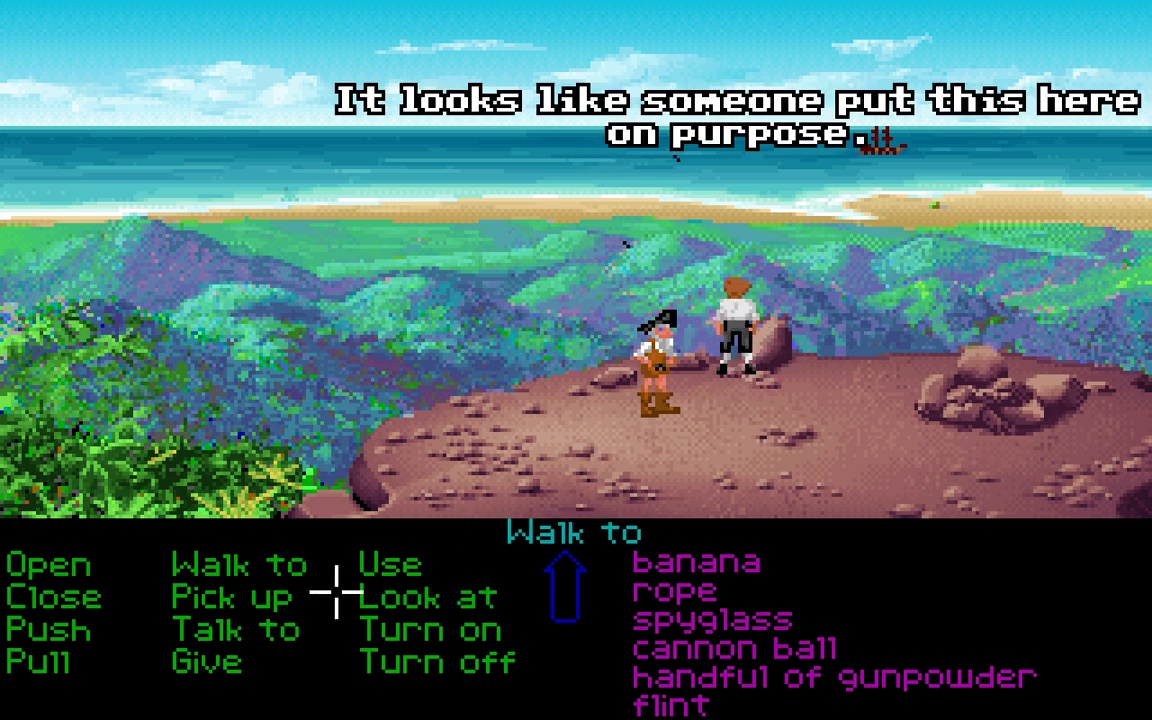 It looks like someone put this here
on purpose.
Walk to
Open Walk to Use
Close Pick up Look at
Push Talk to Turn on
Pull Give Turn off
banana
rope
spyglass
cannon ball
handful of gunpowder
flint